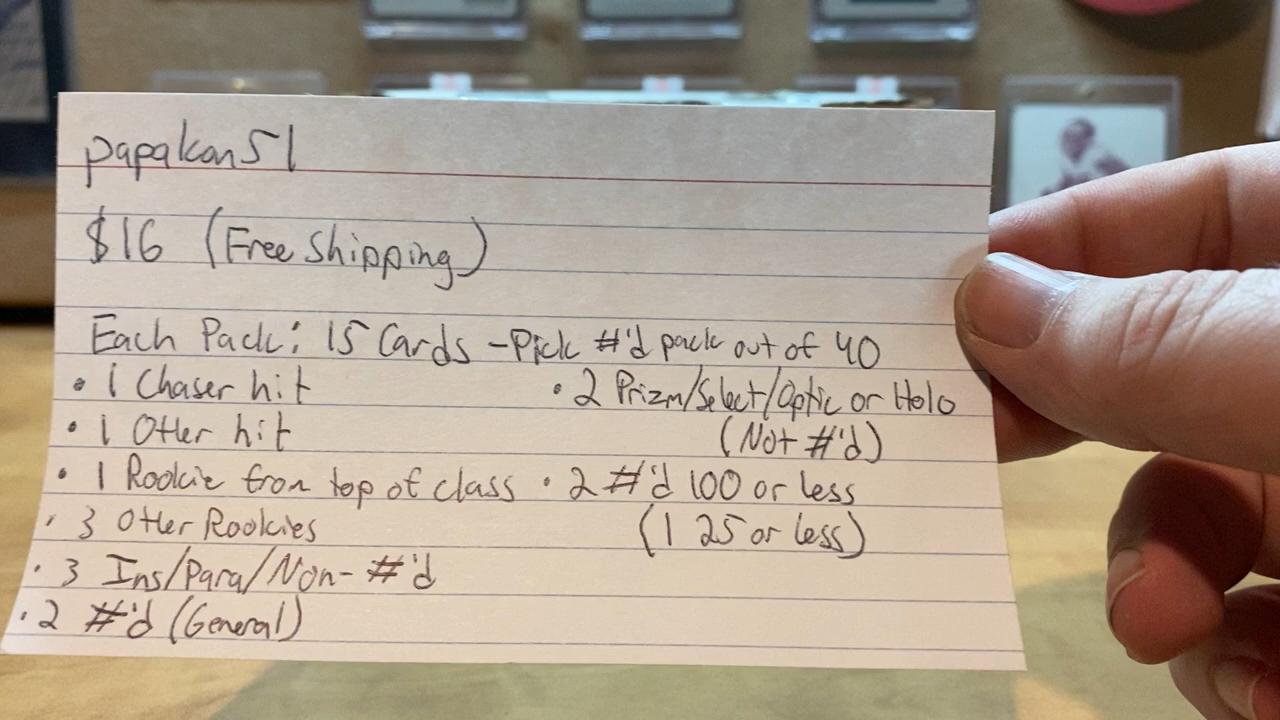 papakan51
$16 (Free Shipping)
Each Pack: 15 Cards - Pick #'d pack out of 40
• 1 Chaser hit
• 1 Other hit
• 1 Rookie from top of class
• 3 Other Rookies
• 3 Ins/Para/Non-#'d
• 2 #'d (General)
• 2 Prizm/Select/Optic or Holo
(Not #'d)
• 2 #'d 100 or less
(1 25 or less)